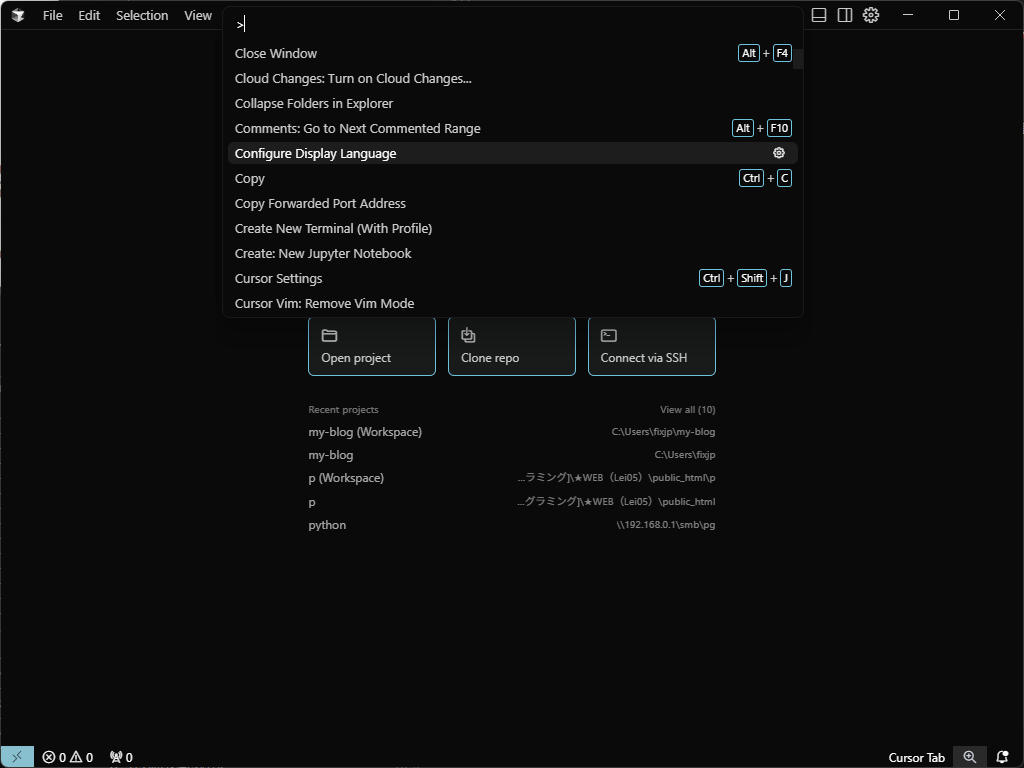 File Edit Selection View
>
Close Window Alt + F4
Cloud Changes: Turn on Cloud Changes...
Collapse Folders in Explorer
Comments: Go to Next Commented Range Alt + F10
Configure Display Language
Copy Ctrl + C
Copy Forwarded Port Address
Create New Terminal (With Profile)
Create: New Jupyter Notebook
Cursor Settings Ctrl + Shift + J
Cursor Vim: Remove Vim Mode
Open project Clone repo Connect via SSH
Recent projects View all (10)
my-blog (Workspace) C:\Users\fixjp\my-blog
my-blog C:\Users\fixjp
p (Workspace) ...ラミング]\★WEB（Lei05）\public_html\p
p ...グラミング]\★WEB（Lei05）\public_html
python \\192.168.0.1\smb\pg
0 0 0 Cursor Tab